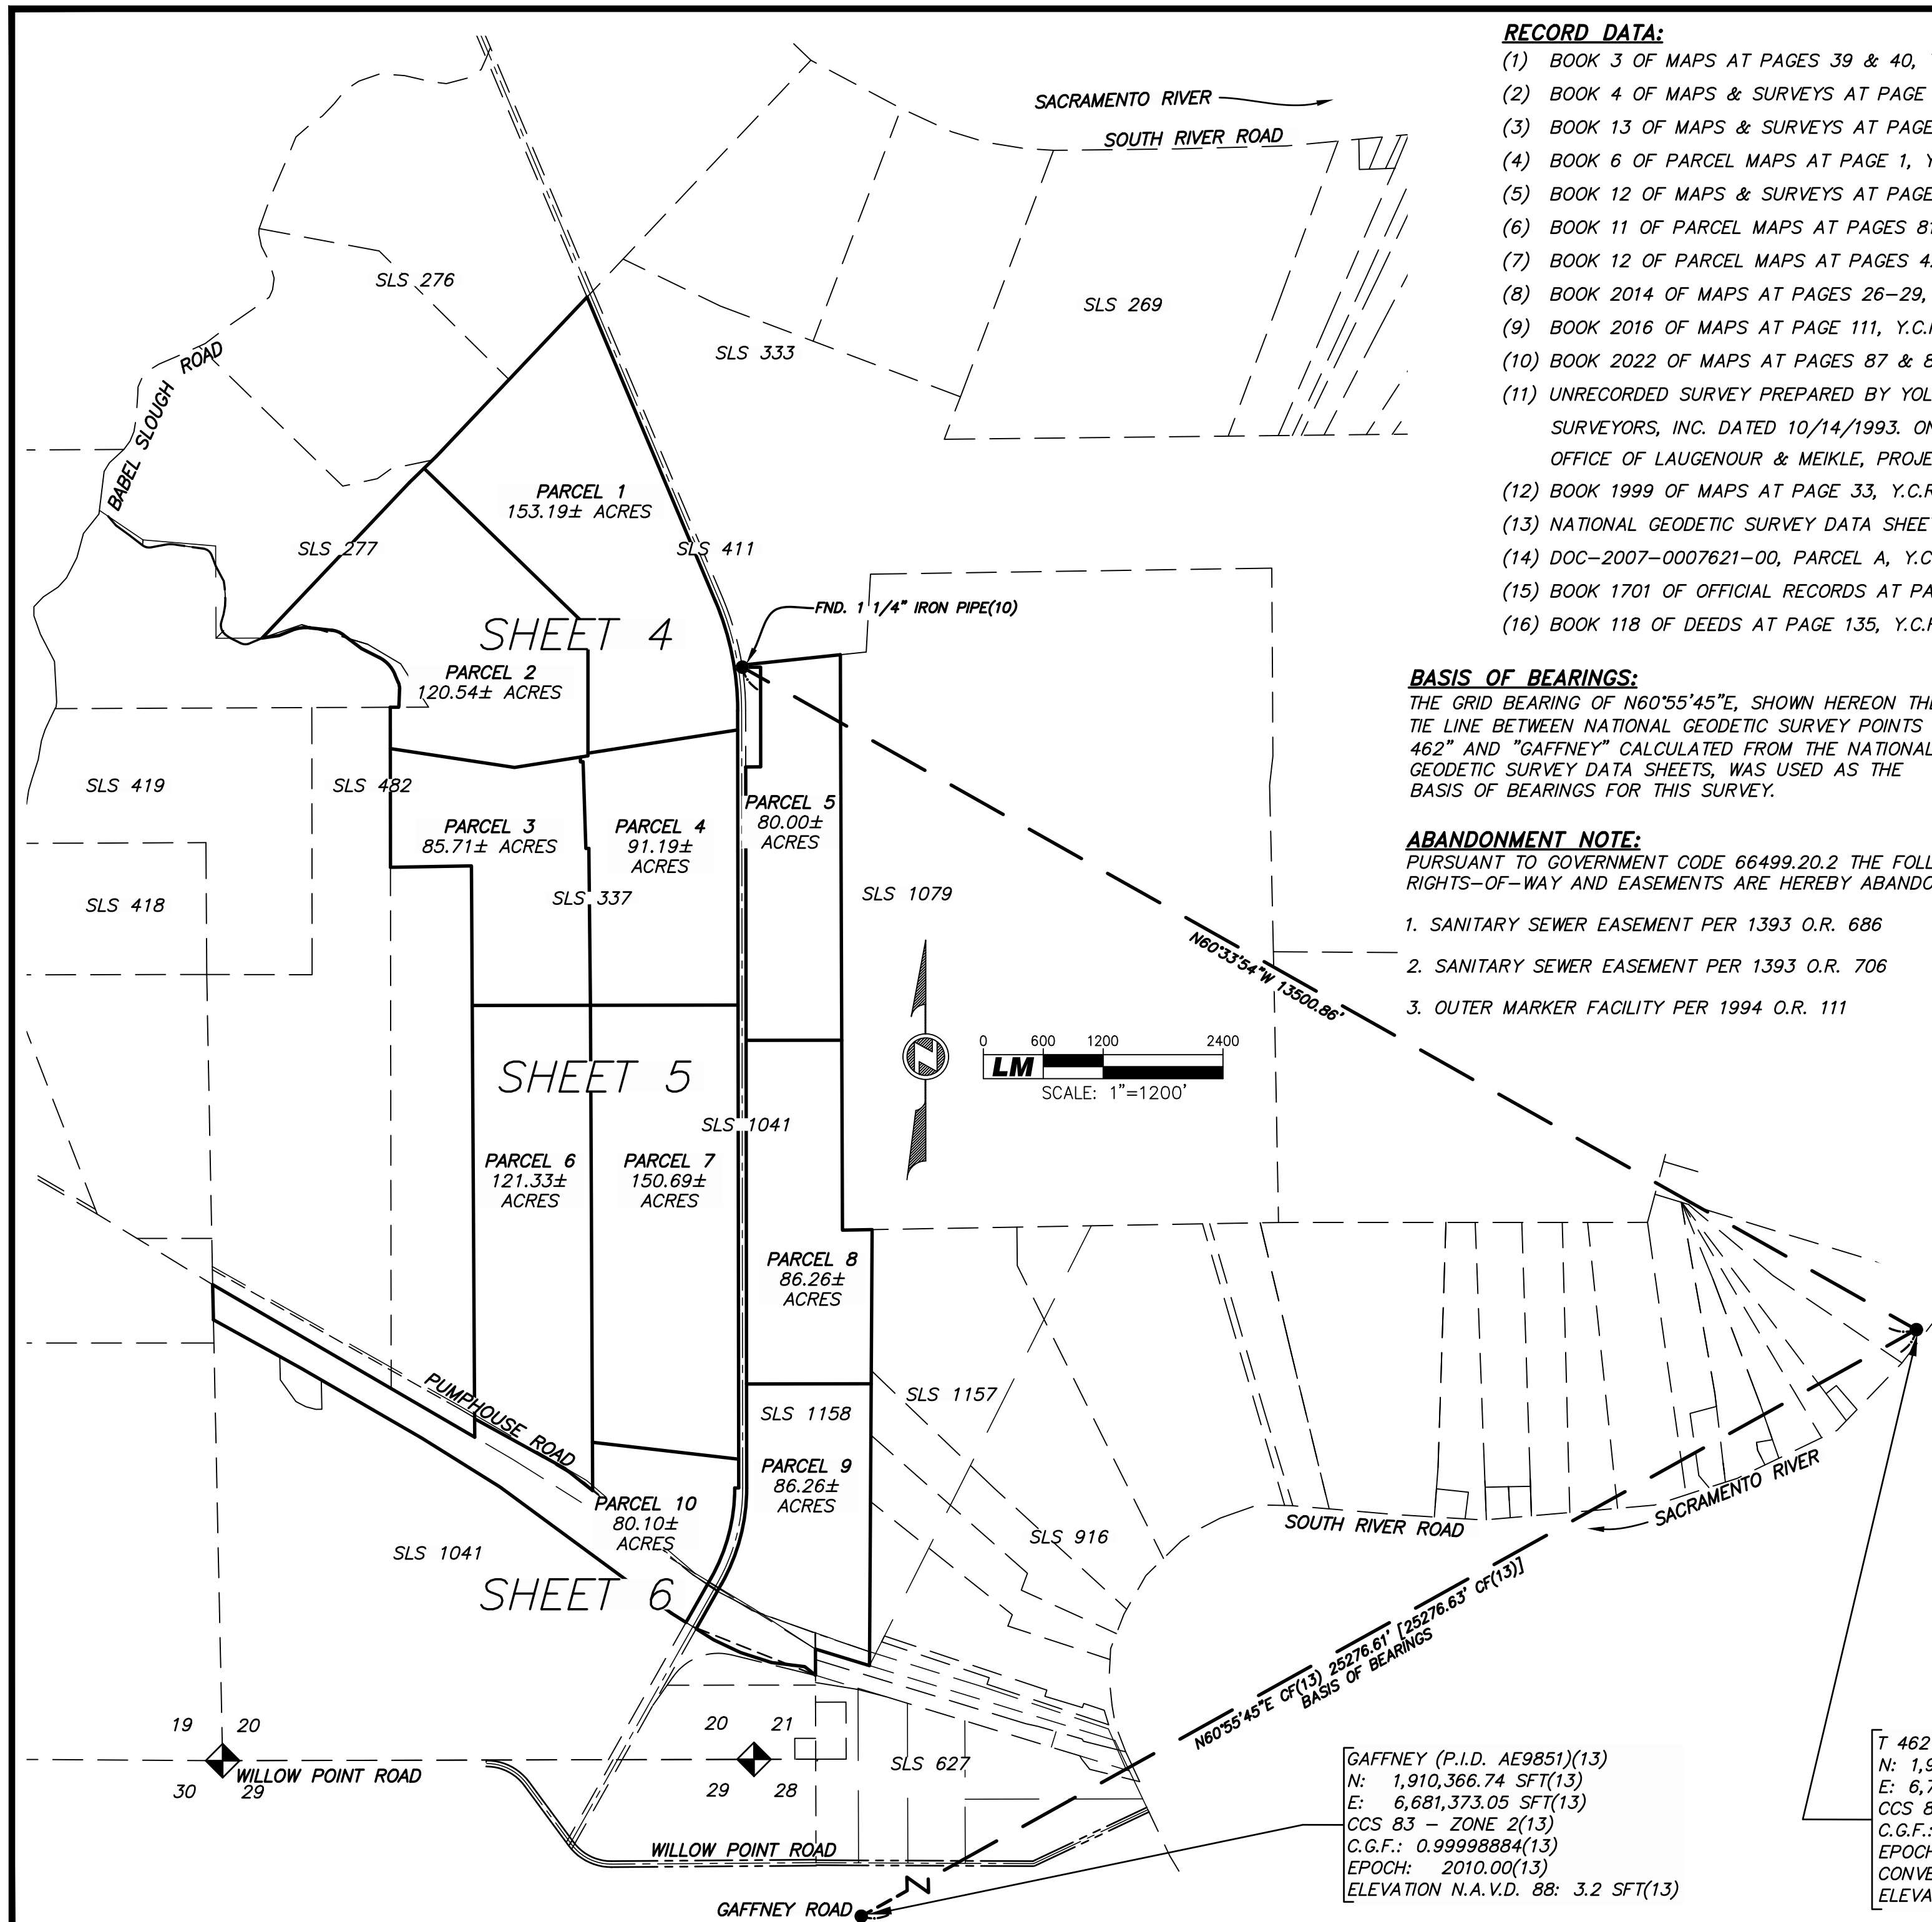 RECORD DATA:
(1) BOOK 3 OF MAPS AT PAGES 39 & 40,
(2) BOOK 4 OF MAPS & SURVEYS AT PAGE
(3) BOOK 13 OF MAPS & SURVEYS AT PAGE
(4) BOOK 6 OF PARCEL MAPS AT PAGE 1,
(5) BOOK 12 OF MAPS & SURVEYS AT PAGE
(6) BOOK 11 OF PARCEL MAPS AT PAGES
(7) BOOK 12 OF PARCEL MAPS AT PAGES
(8) BOOK 2014 OF MAPS AT PAGES 26-29,
(9) BOOK 2016 OF MAPS AT PAGE 111,
(10) BOOK 2022 OF MAPS AT PAGES 87 &
(11) UNRECORDED SURVEY PREPARED BY
SURVEYORS, INC. DATED 10/14/1993.
OFFICE OF LAUGENOUR & MEIKLE,
(12) BOOK 1999 OF MAPS AT PAGE 33,
(13) NATIONAL GEODETIC SURVEY DATA
(14) DOC-2007-0007621-00, PARCEL A,
(15) BOOK 1701 OF OFFICIAL RECORDS AT
(16) BOOK 118 OF DEEDS AT PAGE 135,
BASIS OF BEARINGS:
THE GRID BEARING OF N60°55'45"E, SHOWN HEREON
TIE LINE BETWEEN NATIONAL GEODETIC SURVEY POINTS
462" AND "GAFFNEY" CALCULATED FROM THE NATIONAL
GEODETIC SURVEY DATA SHEETS, WAS USED AS THE
BASIS OF BEARINGS FOR THIS SURVEY.
ABANDONMENT NOTE:
PURSUANT TO GOVERNMENT CODE 66499.20.2 THE
RIGHTS-OF-WAY AND EASEMENTS ARE HEREBY
1. SANITARY SEWER EASEMENT PER 1393 O.R. 686
2. SANITARY SEWER EASEMENT PER 1393 O.R. 706
3. OUTER MARKER FACILITY PER 1994 O.R. 111
SACRAMENTO RIVER
SOUTH RIVER ROAD
SLS 276
SLS 269
SLS 333
BABEL SLOUGH ROAD
PARCEL 1
153.19± ACRES
SLS 277
SLS 411
FND. 1 1/4" IRON PIPE(10)
SHEET 4
PARCEL 2
120.54± ACRES
SLS 419
SLS 482
PARCEL 3
85.71± ACRES
PARCEL 4
91.19±
ACRES
PARCEL 5
80.00±
ACRES
SLS 418
SLS 337
SLS 1079
N60°33'54"W 13500.86'
0 600 1200 2400
LM
SCALE: 1"=1200'
N
SHEET 5
SLS 1041
PARCEL 6
121.33±
ACRES
PARCEL 7
150.69±
ACRES
PARCEL 8
86.26±
ACRES
PUMPHOUSE ROAD
SLS 1157
SLS 1158
PARCEL 9
86.26±
ACRES
PARCEL 10
80.10±
ACRES
SLS 1041
SHEET 6
SLS 916
SOUTH RIVER ROAD
SACRAMENTO RIVER
N60°55'45"E CF(13) 25276.61' [25276.63' CF(13)]
BASIS OF BEARINGS
19 20
30 29
20 21
29 28
WILLOW POINT ROAD
SLS 627
WILLOW POINT ROAD
GAFFNEY ROAD
GAFFNEY (P.I.D. AE9851)(13)
N: 1,910,366.74 SFT(13)
E: 6,681,373.05 SFT(13)
CCS 83 - ZONE 2(13)
C.G.F.: 0.99998884(13)
EPOCH: 2010.00(13)
ELEVATION N.A.V.D. 88: 3.2 SFT(13)
T 462
N:
E:
CCS
C.G.F.: